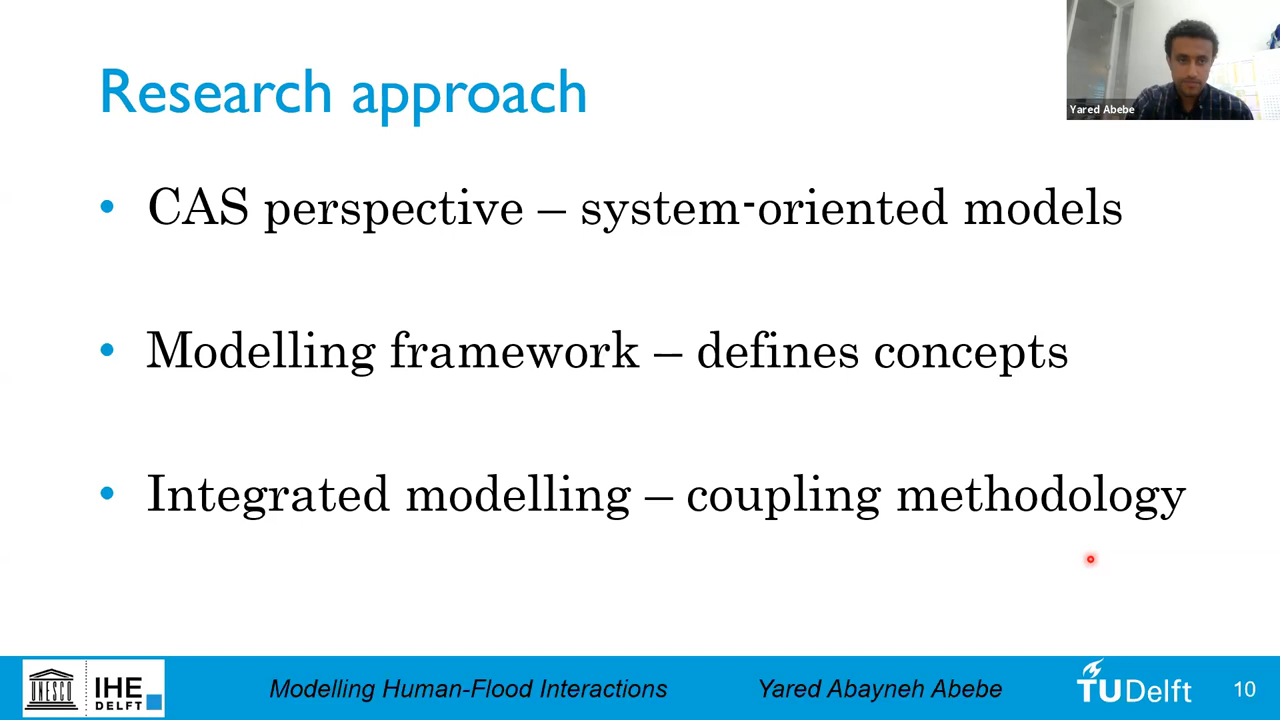 Research approach
Yared Abebe
• CAS perspective – system-oriented models
• Modelling framework – defines concepts
• Integrated modelling – coupling methodology
UNESCO
IHE
DELFT
Modelling Human-Flood Interactions
Yared Abayneh Abebe
TUDelft
10